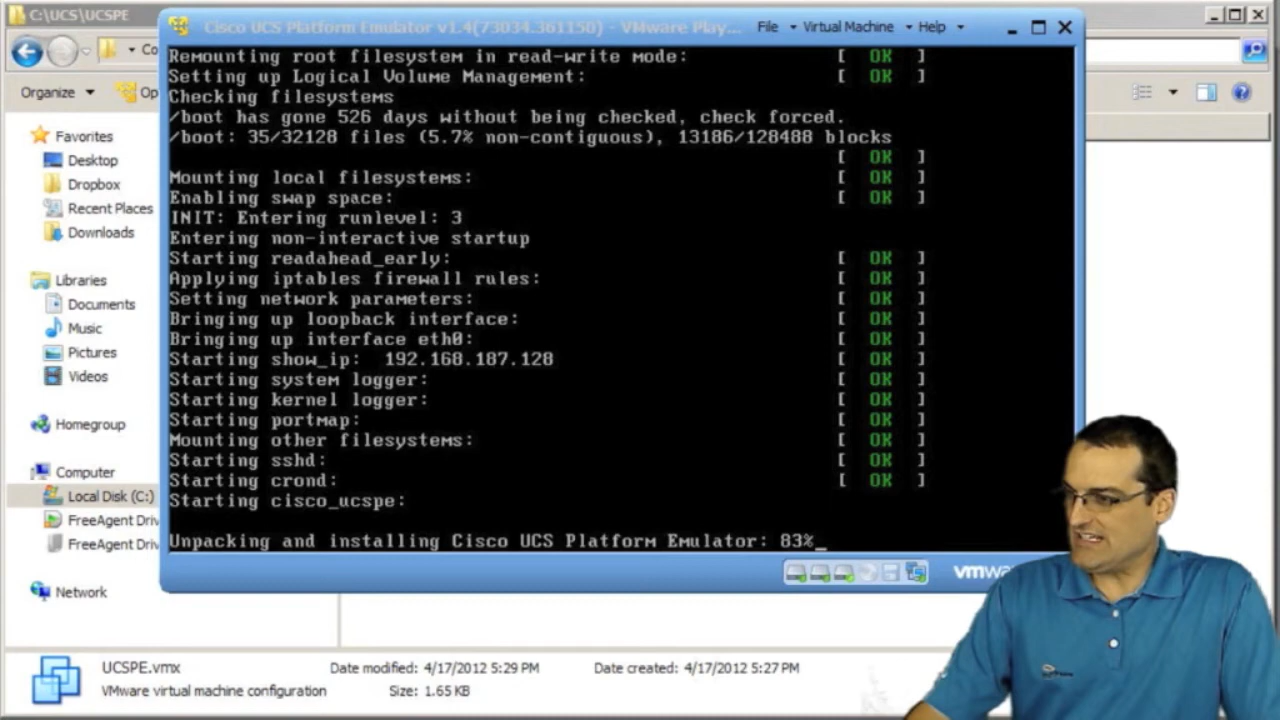 C:\UCS\UCSPE
Cisco UCS Platform Emulator v1.4(73034.361150) - VMware Play... File Virtual Machine Help
Co
Organize Op
Favorites
Desktop
Dropbox
Recent Places
Downloads
Libraries
Documents
Music
Pictures
Videos
Homegroup
Computer
Local Disk (C:)
FreeAgent Driv
FreeAgent Driv
Network
Remounting root filesystem in read-write mode: [ OK ]
Setting up Logical Volume Management: [ OK ]
Checking filesystems
/boot has gone 526 days without being checked, check forced.
/boot: 35/32128 files (5.7% non-contiguous), 13186/128488 blocks
[ OK ]
Mounting local filesystems: [ OK ]
Enabling swap space: [ OK ]
INIT: Entering runlevel: 3
Entering non-interactive startup
Starting readahead_early: [ OK ]
Applying iptables firewall rules: [ OK ]
Setting network parameters: [ OK ]
Bringing up loopback interface: [ OK ]
Bringing up interface eth0: [ OK ]
Starting show_ip: 192.168.187.128 [ OK ]
Starting system logger: [ OK ]
Starting kernel logger: [ OK ]
Starting portmap: [ OK ]
Mounting other filesystems: [ OK ]
Starting sshd: [ OK ]
Starting crond: [ OK ]
Starting cisco_ucspe:
Unpacking and installing Cisco UCS Platform Emulator: 83%_
vmwa
UCSPE.vmx Date modified: 4/17/2012 5:29 PM Date created: 4/17/2012 5:27 PM
VMware virtual machine configuration Size: 1.65 KB